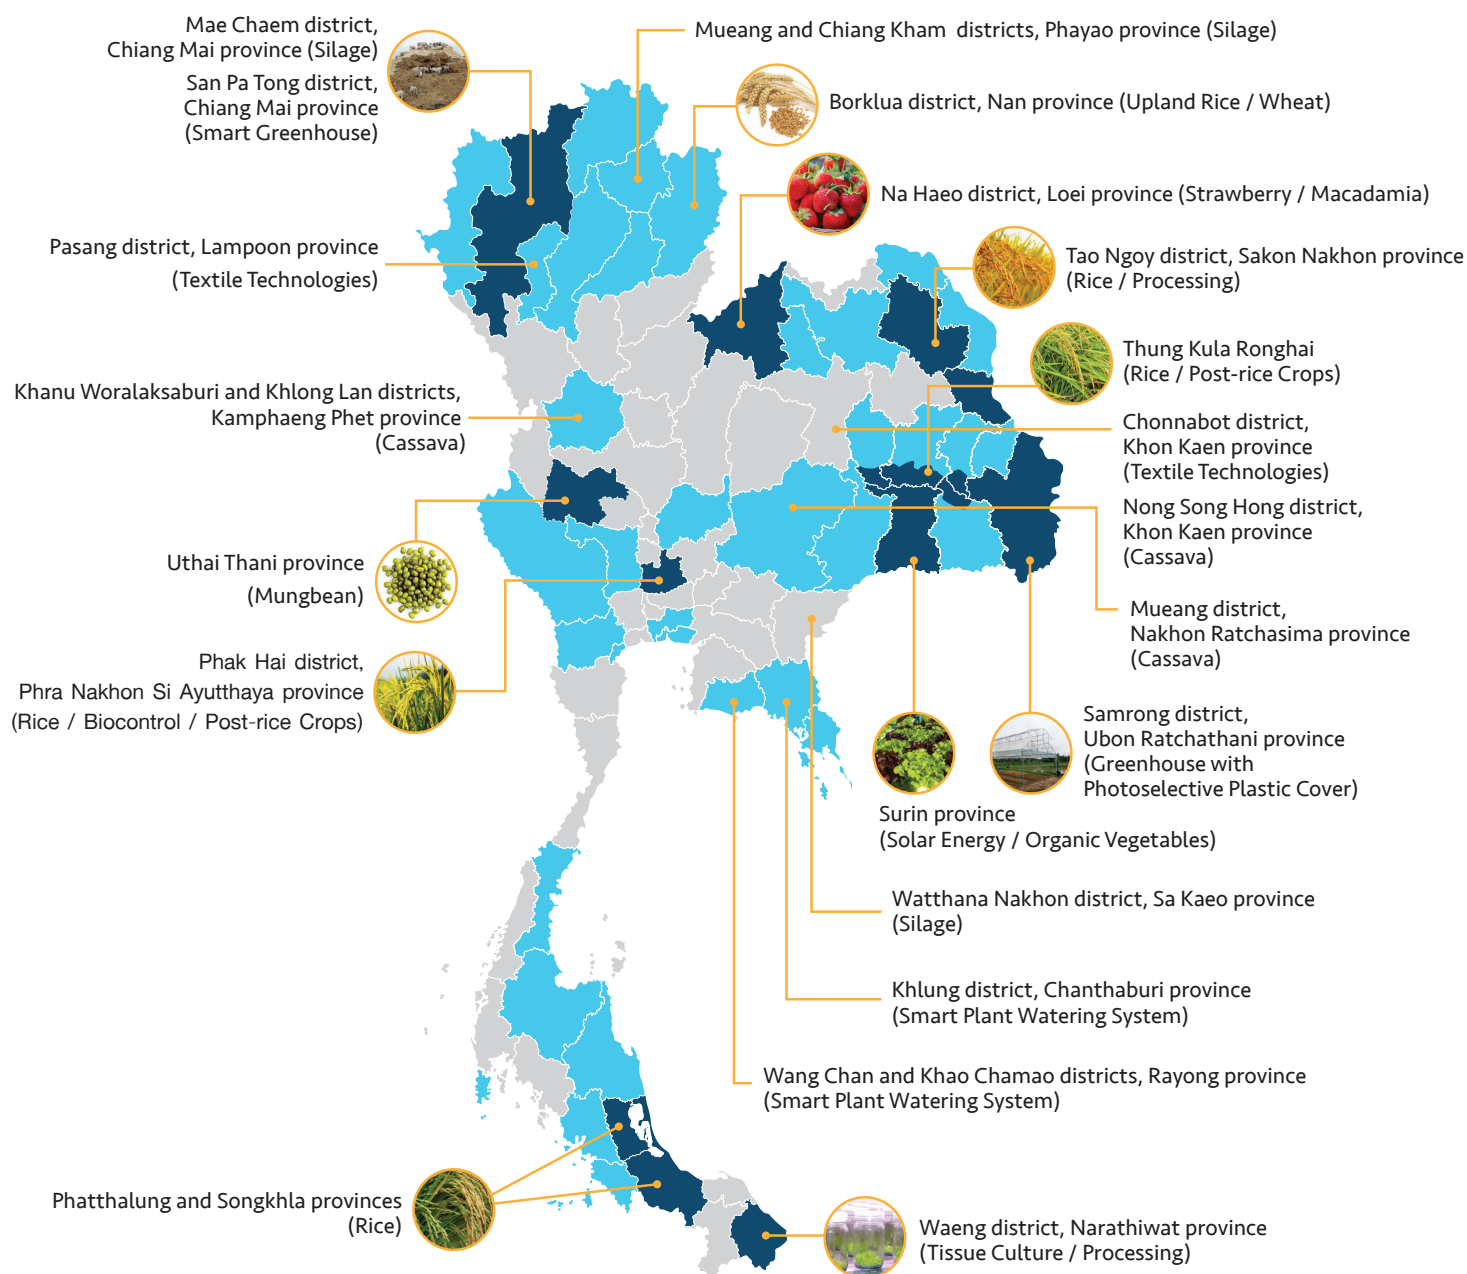 Mae Chaem district,
Chiang Mai province (Silage)
San Pa Tong district,
Chiang Mai province
(Smart Greenhouse)
Mueang and Chiang Kham districts, Phayao province (Silage)
Borklua district, Nan province (Upland Rice / Wheat)
Na Haeo district, Loei province (Strawberry / Macadamia)
Pasang district, Lampoon province
(Textile Technologies)
Tao Ngoy district, Sakon Nakhon province
(Rice / Processing)
Thung Kula Ronghai
(Rice / Post-rice Crops)
Khanu Woralaksaburi and Khlong Lan districts,
Kamphaeng Phet province
(Cassava)
Chonnabot district,
Khon Kaen province
(Textile Technologies)
Nong Song Hong district,
Khon Kaen province
(Cassava)
Uthai Thani province
(Mungbean)
Mueang district,
Nakhon Ratchasima province
(Cassava)
Phak Hai district,
Phra Nakhon Si Ayutthaya province
(Rice / Biocontrol / Post-rice Crops)
Samrong district,
Ubon Ratchathani province
(Greenhouse with
Photoselective Plastic Cover)
Surin province
(Solar Energy / Organic Vegetables)
Watthana Nakhon district, Sa Kaeo province
(Silage)
Khlung district, Chanthaburi province
(Smart Plant Watering System)
Wang Chan and Khao Chamao districts, Rayong province
(Smart Plant Watering System)
Phatthalung and Songkhla provinces
(Rice)
Waeng district, Narathiwat province
(Tissue Culture / Processing)